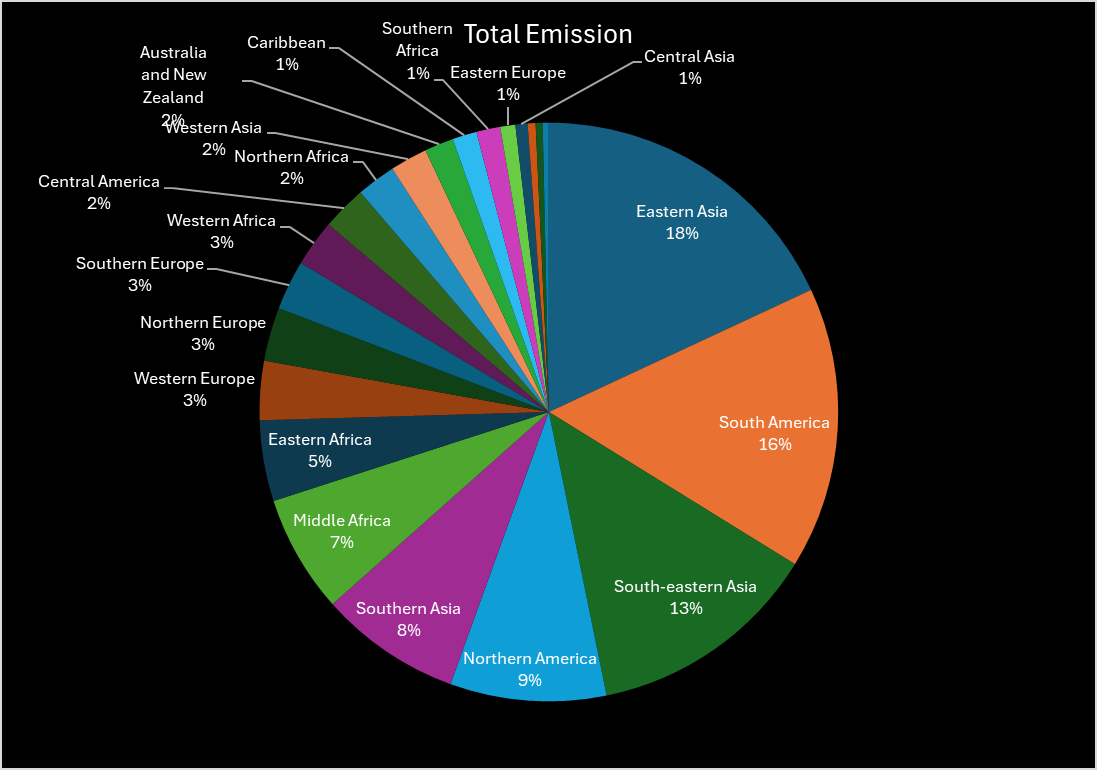 Total Emission
Southern
Africa
1%
Caribbean
1%
Australia
and New
Zealand
2%
Eastern Europe
1%
Central Asia
1%
Western Asia
2%
Northern Africa
2%
Central America
2%
Western Africa
3%
Southern Europe
3%
Northern Europe
3%
Western Europe
3%
Eastern Africa
5%
Middle Africa
7%
Southern Asia
8%
Northern America
9%
South-eastern Asia
13%
South America
16%
Eastern Asia
18%